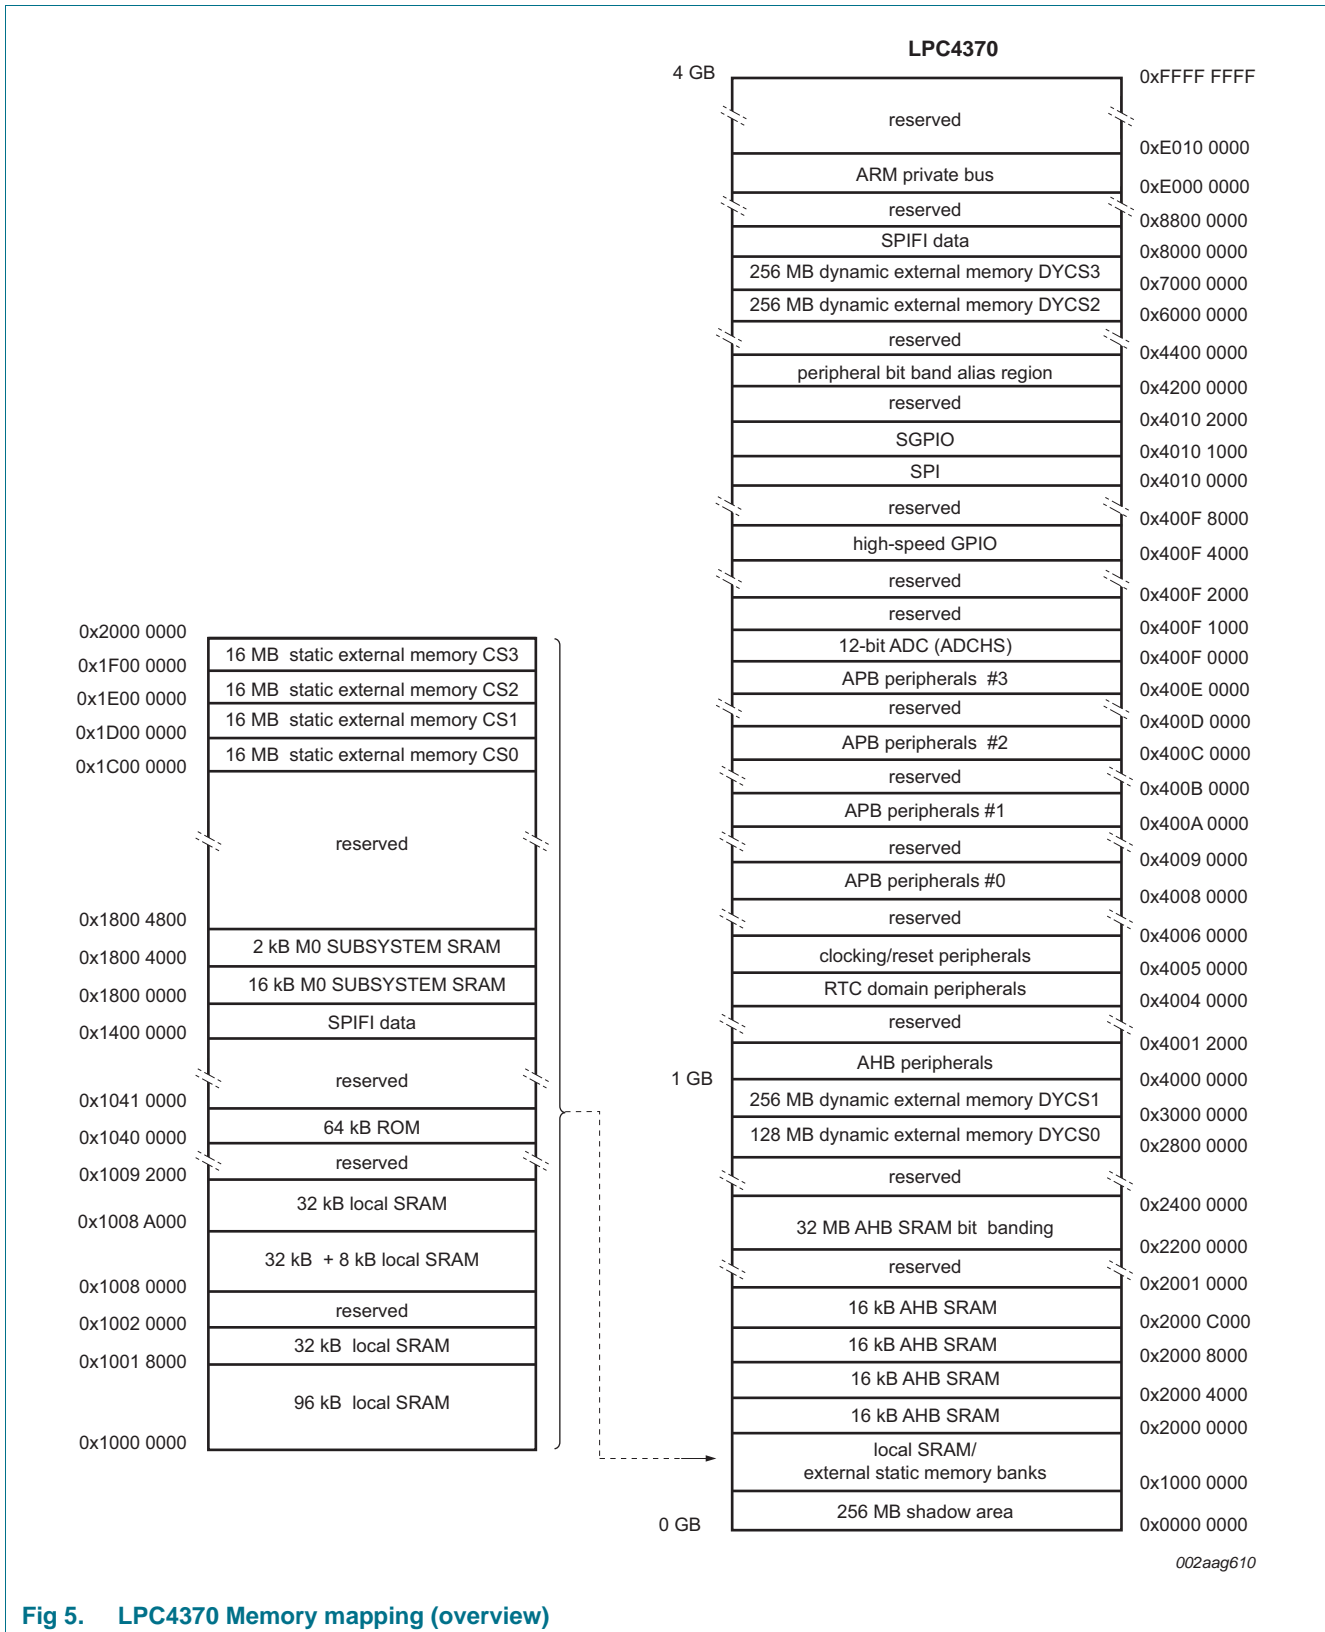 LPC4370
4 GB
0xFFFF FFFF
reserved
0xE010 0000
ARM private bus
0xE000 0000
reserved
0x8800 0000
SPIFI data
0x8000 0000
256 MB dynamic external memory DYCS3
0x7000 0000
256 MB dynamic external memory DYCS2
0x6000 0000
reserved
0x4400 0000
peripheral bit band alias region
0x4200 0000
reserved
0x4010 2000
SGPIO
0x4010 1000
SPI
0x4010 0000
reserved
0x400F 8000
high-speed GPIO
0x400F 4000
reserved
0x400F 2000
reserved
0x400F 1000
12-bit ADC (ADCHS)
0x400F 0000
APB peripherals #3
0x400E 0000
reserved
0x400D 0000
APB peripherals #2
0x400C 0000
reserved
0x400B 0000
APB peripherals #1
0x400A 0000
reserved
0x4009 0000
APB peripherals #0
0x4008 0000
reserved
0x4006 0000
clocking/reset peripherals
0x4005 0000
RTC domain peripherals
0x4004 0000
reserved
0x4001 2000
AHB peripherals
1 GB
0x4000 0000
256 MB dynamic external memory DYCS1
0x3000 0000
128 MB dynamic external memory DYCS0
0x2800 0000
reserved
0x2400 0000
32 MB AHB SRAM bit banding
0x2200 0000
reserved
0x2001 0000
16 kB AHB SRAM
0x2000 C000
16 kB AHB SRAM
0x2000 8000
16 kB AHB SRAM
0x2000 4000
16 kB AHB SRAM
0x2000 0000
local SRAM/
external static memory banks
0x1000 0000
256 MB shadow area
0 GB
0x0000 0000
0x2000 0000
16 MB static external memory CS3
0x1F00 0000
16 MB static external memory CS2
0x1E00 0000
16 MB static external memory CS1
0x1D00 0000
16 MB static external memory CS0
0x1C00 0000
reserved
0x1800 4800
2 kB M0 SUBSYSTEM SRAM
0x1800 4000
16 kB M0 SUBSYSTEM SRAM
0x1800 0000
SPIFI data
0x1400 0000
reserved
0x1041 0000
64 kB ROM
0x1040 0000
reserved
0x1009 2000
32 kB local SRAM
0x1008 A000
32 kB + 8 kB local SRAM
0x1008 0000
reserved
0x1002 0000
32 kB local SRAM
0x1001 8000
96 kB local SRAM
0x1000 0000
002aag610
Fig 5. LPC4370 Memory mapping (overview)